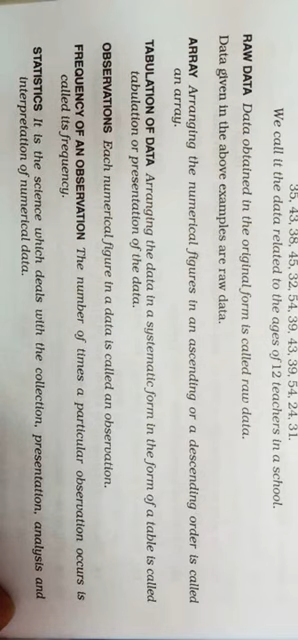 35, 43, 38, 45, 32, 54, 39, 43, 39, 54, 24, 31.
We call it the data related to the ages of 12 teachers in a school.
RAW DATA Data obtained in the original form is called raw data.
Data given in the above examples are raw data.
ARRAY Arranging the numerical figures in an ascending or a descending order is called
an array.
TABULATION OF DATA Arranging the data in a systematic form in the form of a table is called
tabulation or presentation of the data.
OBSERVATIONS Each numerical figure in a data is called an observation.
FREQUENCY OF AN OBSERVATION The number of times a particular observation occurs is
called its frequency.
STATISTICS It is the science which deals with the collection, presentation, analysis and
interpretation of numerical data.